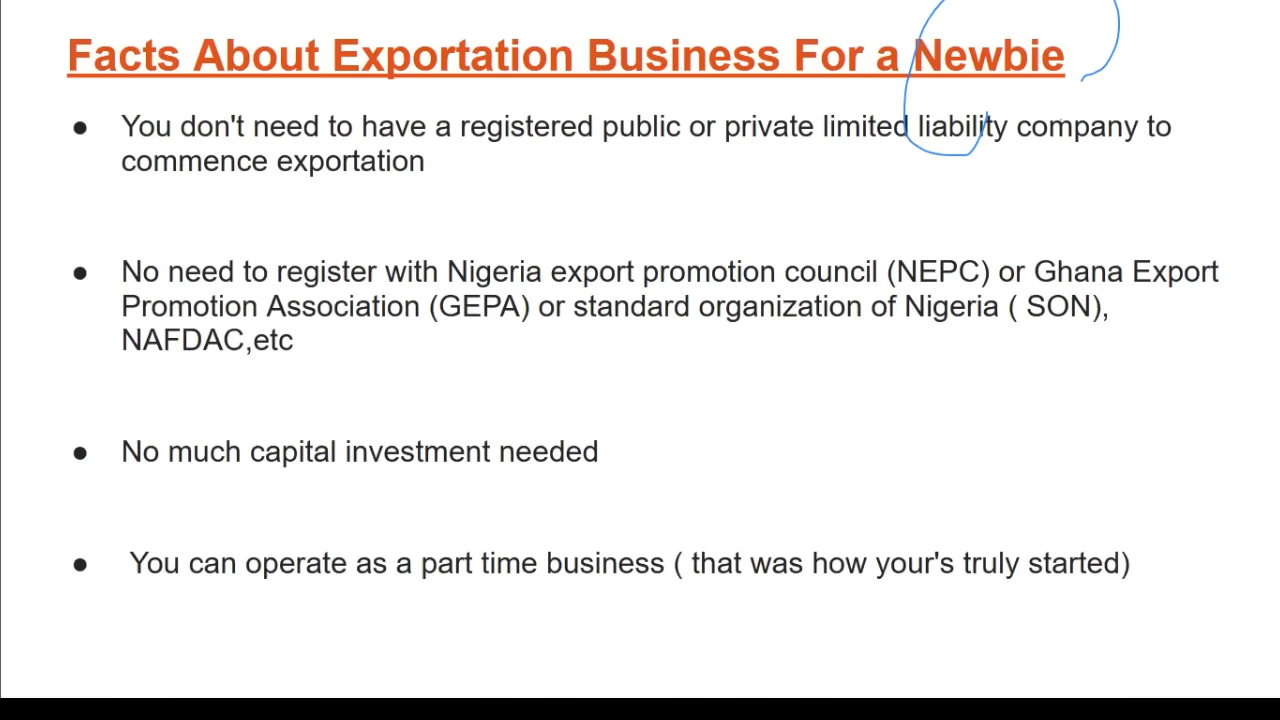 Facts About Exportation Business For a Newbie
● You don't need to have a registered public or private limited liability company to
commence exportation
● No need to register with Nigeria export promotion council (NEPC) or Ghana Export
Promotion Association (GEPA) or standard organization of Nigeria ( SON),
NAFDAC,etc
● No much capital investment needed
● You can operate as a part time business ( that was how your's truly started)